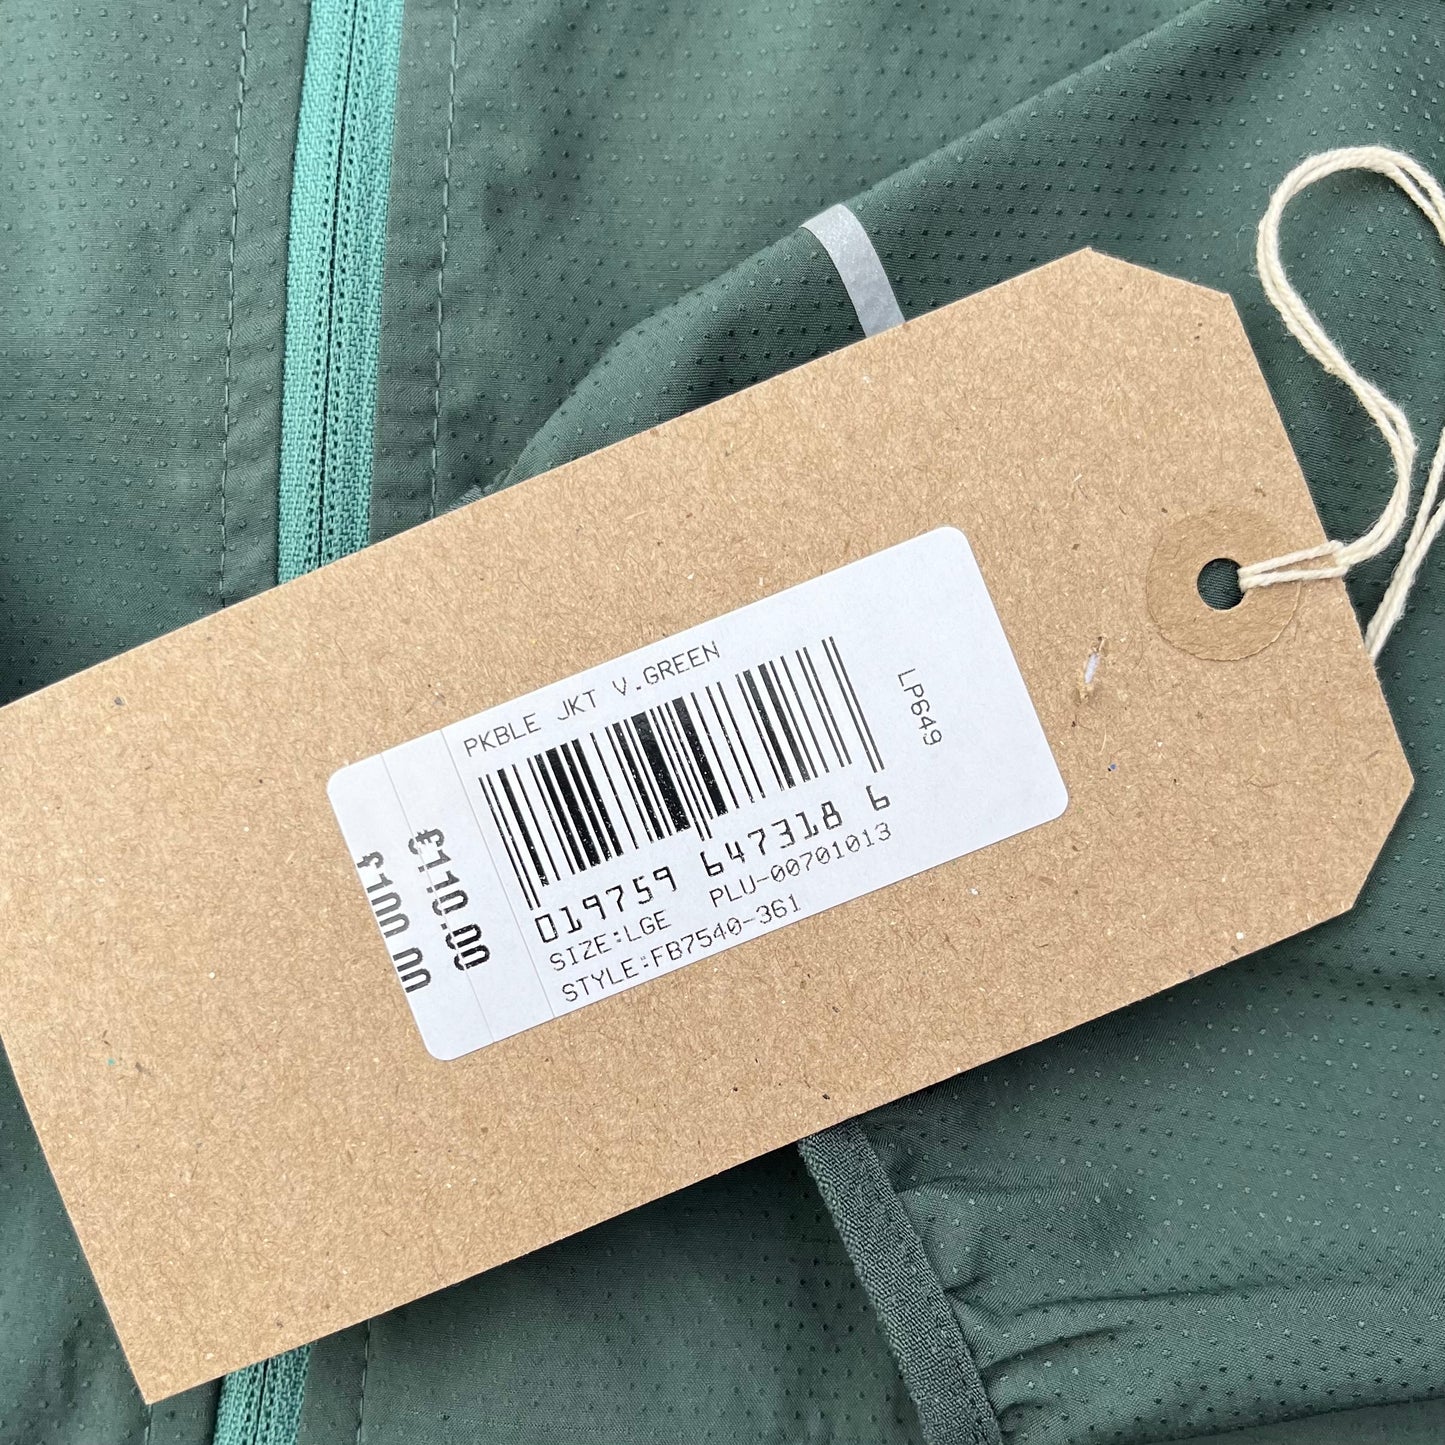 PKBLE JKT V.GREEN
LP649
019759 647318 6
PLU-00701013
SIZE:LGE
STYLE:FB7540-361
£110.00
£100.00